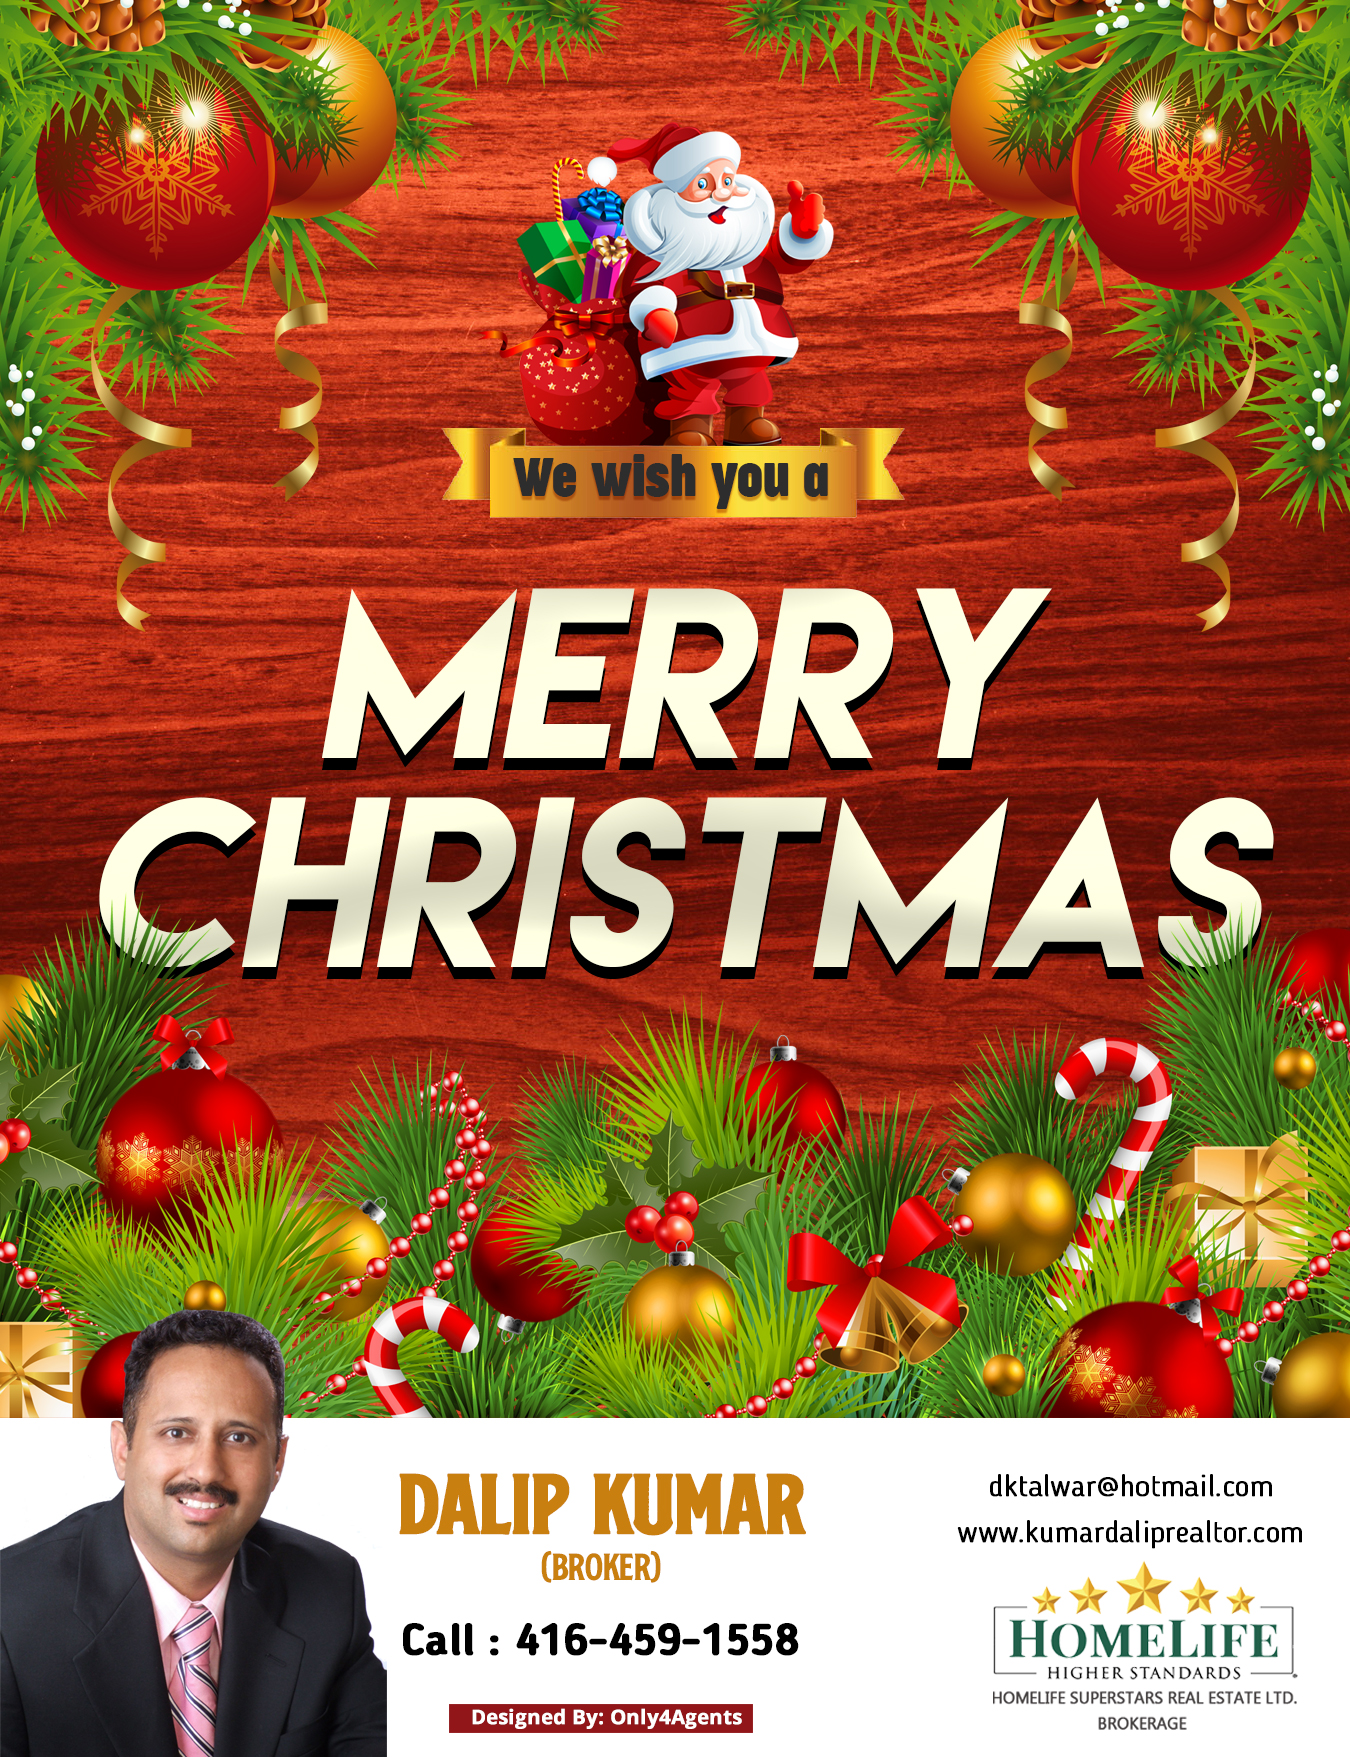 We wish you a
MERRY
CHRISTMAS
DALIP KUMAR
(BROKER)
Call : 416-459-1558
Designed By: Only4Agents
dktalwar@hotmail.com
www.kumardaliprealtor.com
HOMELIFE
HIGHER STANDARDS
HOMELIFE SUPERSTARS REAL ESTATE LTD.
BROKERAGE